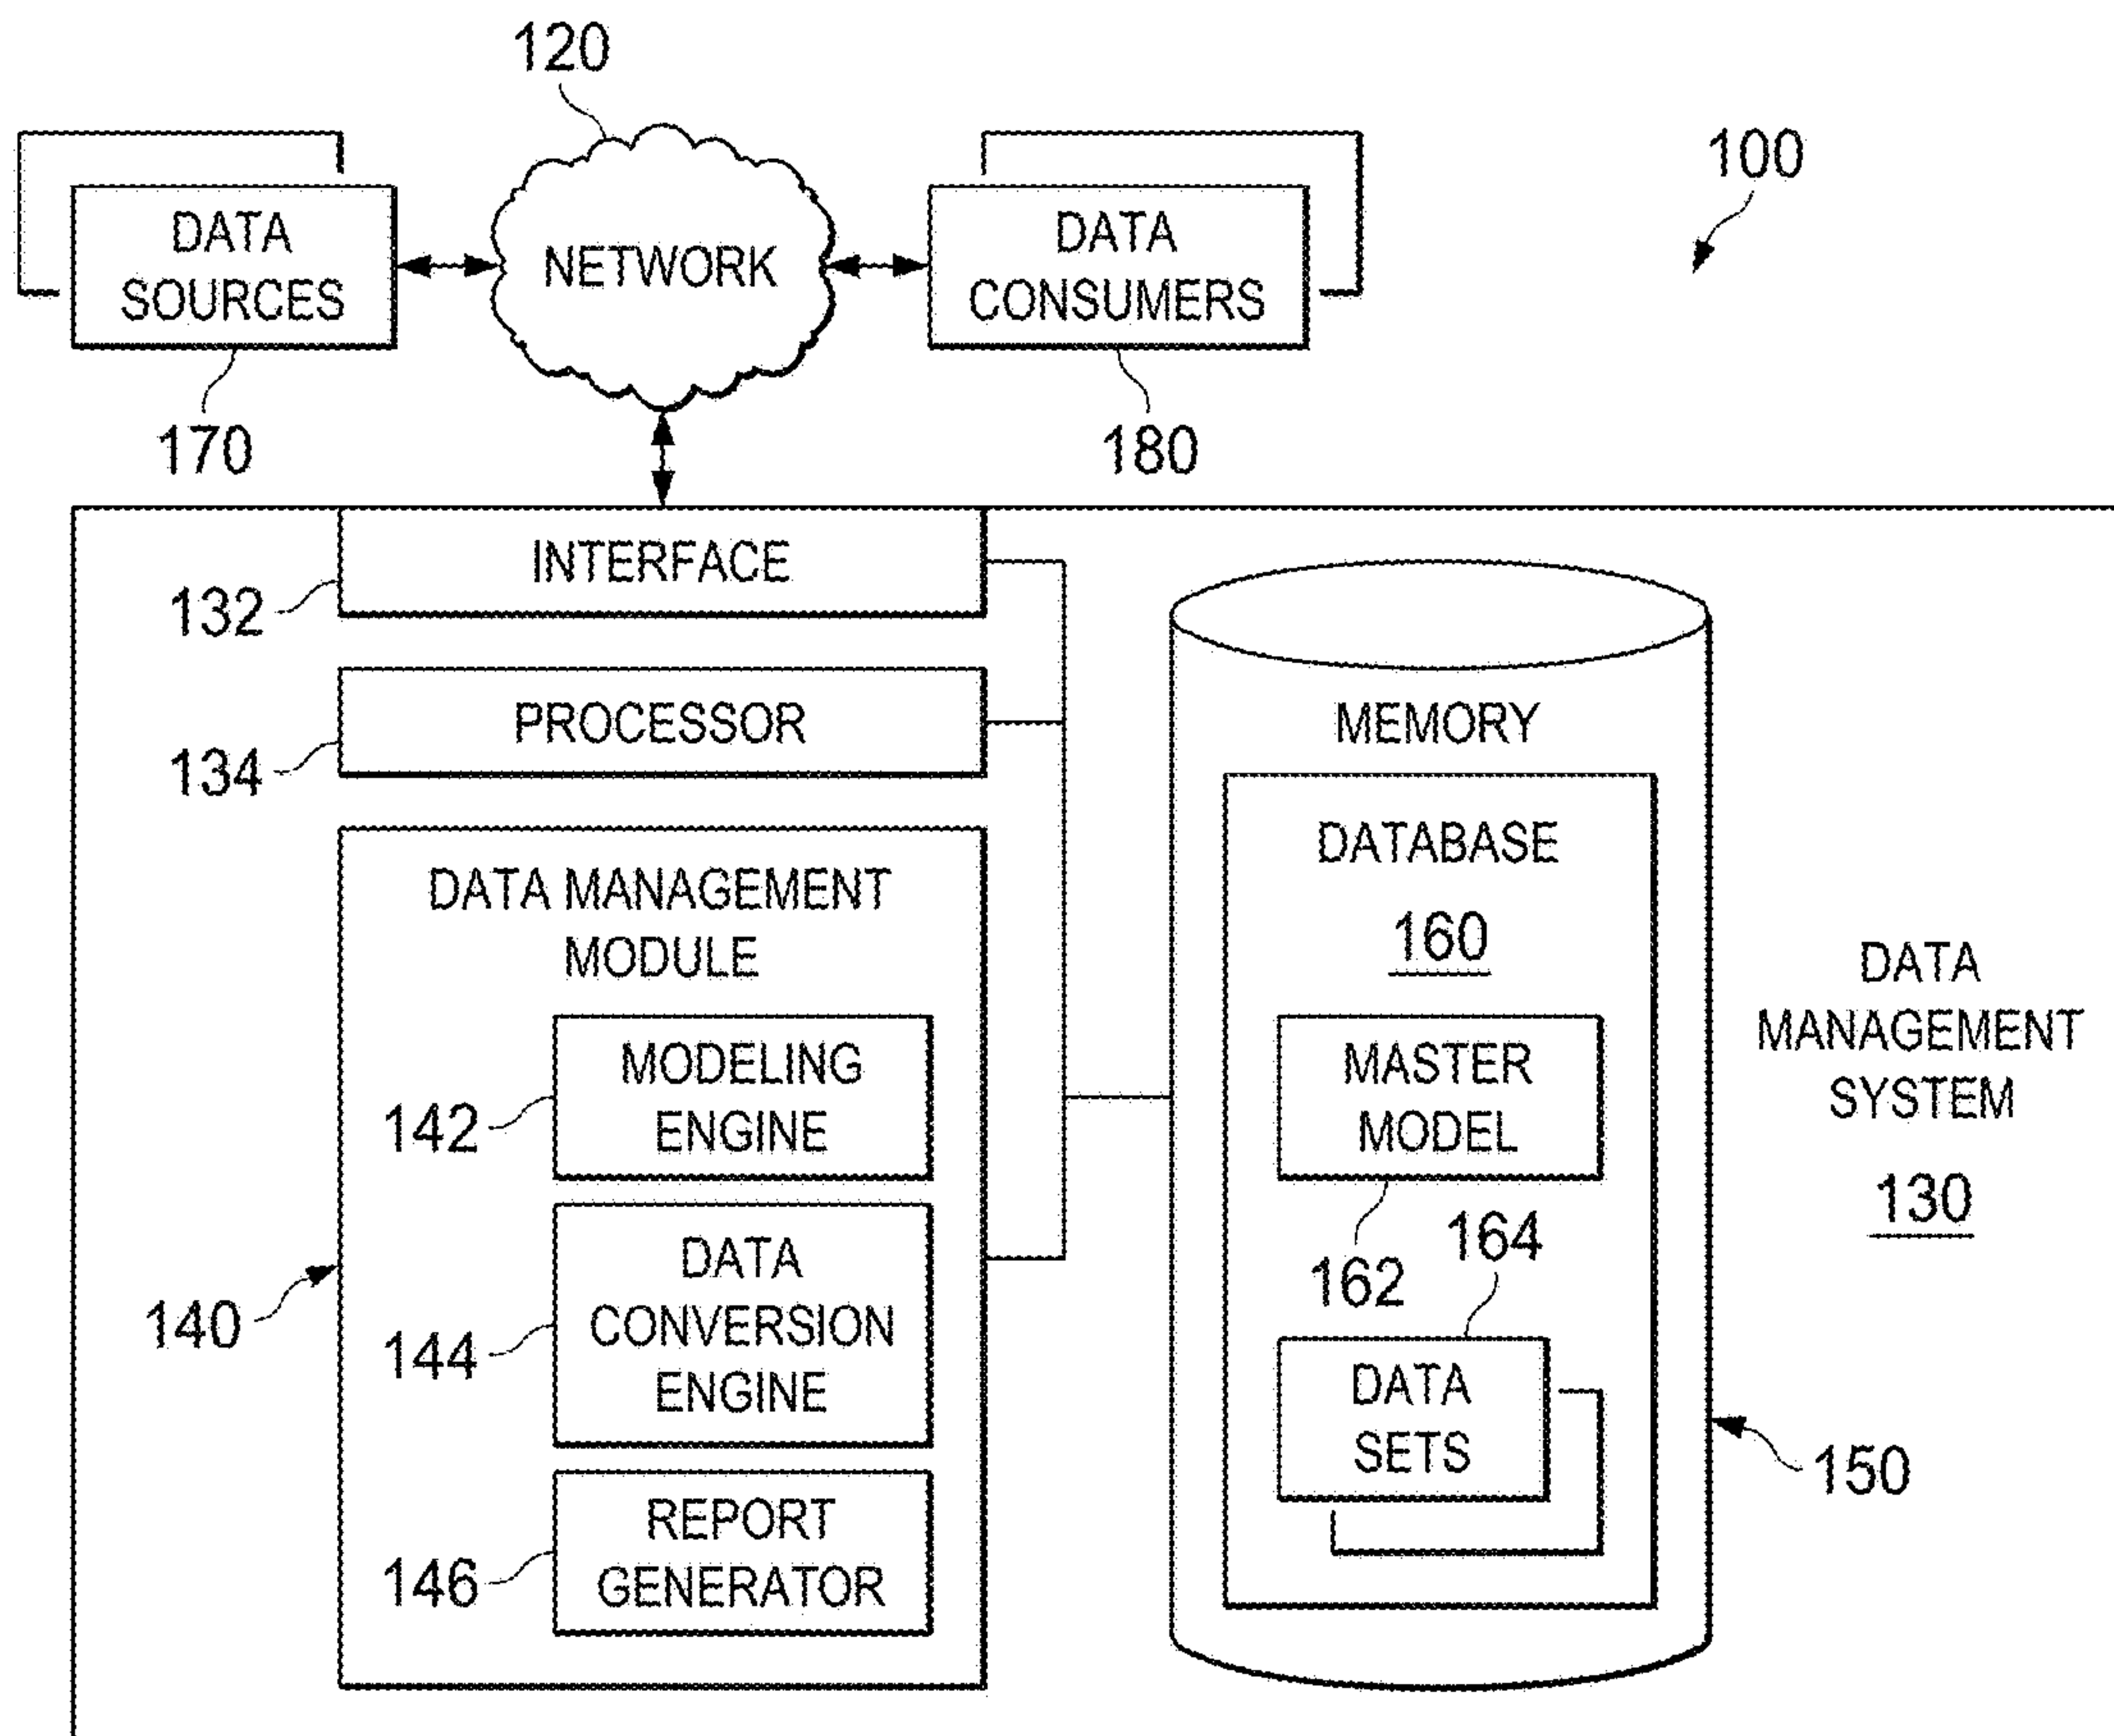 120
100
DATA
SOURCES
NETWORK
DATA
CONSUMERS
170
180
INTERFACE
132
PROCESSOR
134
DATA MANAGEMENT
MODULE
MODELING
ENGINE
142
DATA
CONVERSION
ENGINE
144
140
REPORT
GENERATOR
146
MEMORY
DATABASE
160
MASTER
MODEL
162
164
DATA
SETS
150
DATA
MANAGEMENT
SYSTEM
130